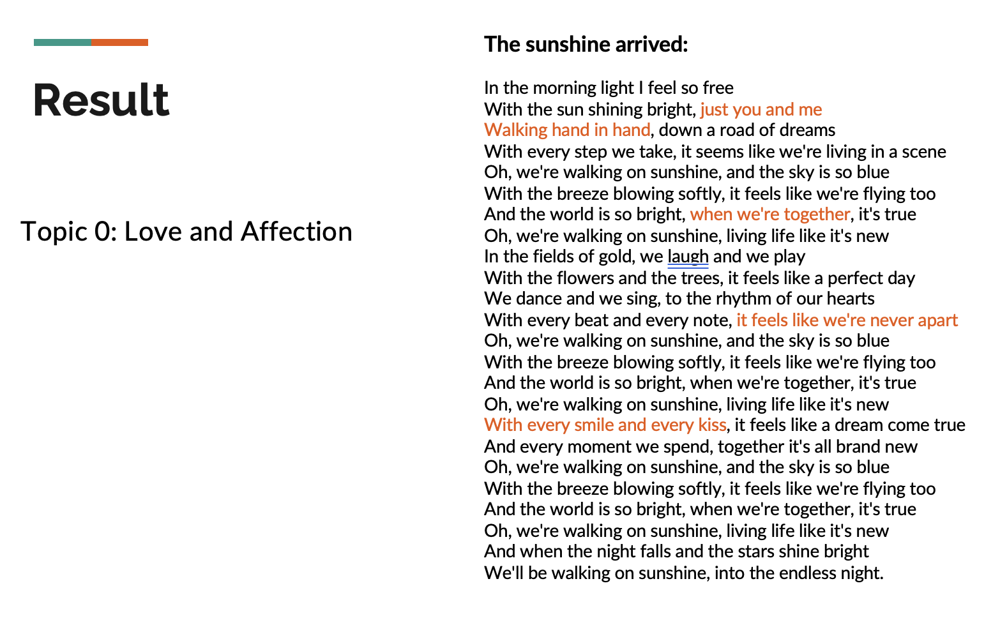 Result
Topic 0: Love and Affection
The sunshine arrived:
In the morning light I feel so free
With the sun shining bright, just you and me
Walking hand in hand, down a road of dreams
With every step we take, it seems like we're living in a scene
Oh, we're walking on sunshine, and the sky is so blue
With the breeze blowing softly, it feels like we're flying too
And the world is so bright, when we're together, it's true
Oh, we're walking on sunshine, living life like it's new
In the fields of gold, we laugh and we play
With the flowers and the trees, it feels like a perfect day
We dance and we sing, to the rhythm of our hearts
With every beat and every note, it feels like we're never apart
Oh, we're walking on sunshine, and the sky is so blue
With the breeze blowing softly, it feels like we're flying too
And the world is so bright, when we're together, it's true
Oh, we're walking on sunshine, living life like it's new
With every smile and every kiss, it feels like a dream come true
And every moment we spend, together it's all brand new
Oh, we're walking on sunshine, and the sky is so blue
With the breeze blowing softly, it feels like we're flying too
And the world is so bright, when we're together, it's true
Oh, we're walking on sunshine, living life like it's new
And when the night falls and the stars shine bright
We'll be walking on sunshine, into the endless night.